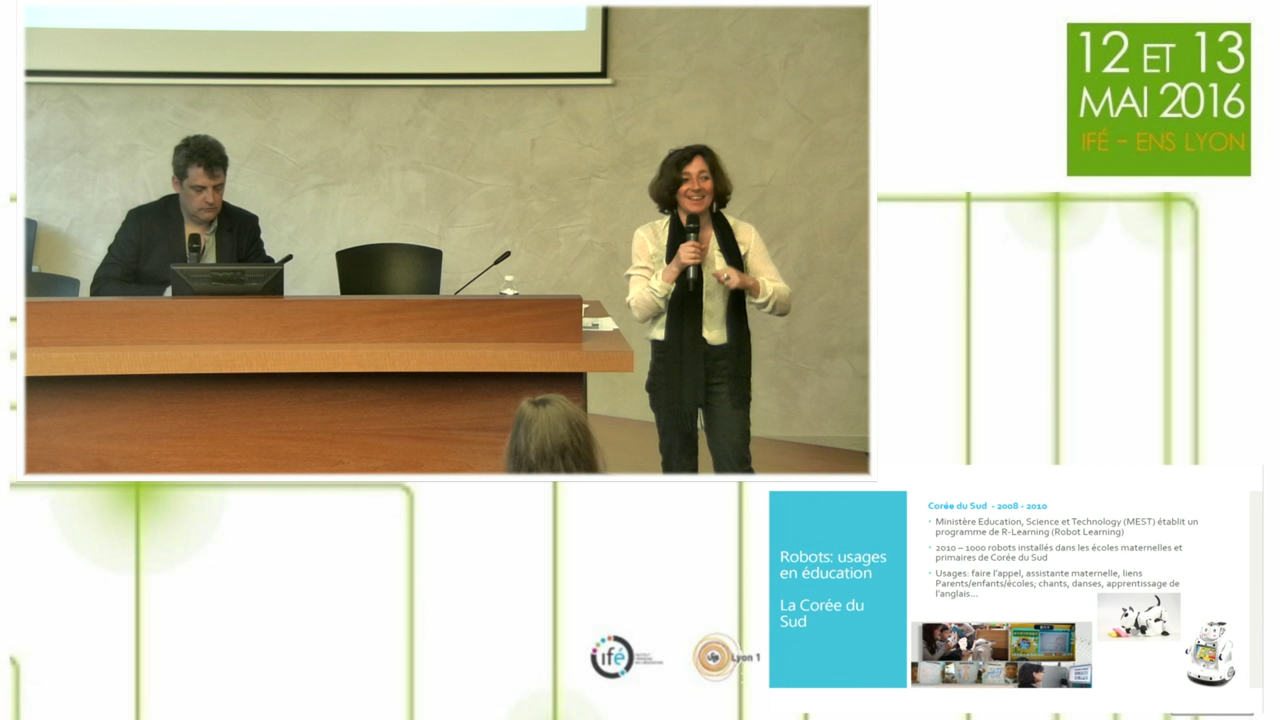 12 ET 13
MAI 2016
IFÉ – ENS LYON
Robots: usages
en éducation
La Corée du
Sud
Corée du Sud - 2008 - 2010
• Ministère Education, Science et Technology (MEST) établit un
programme de R-Learning (Robot Learning)
• 2010 – 1000 robots installés dans les écoles maternelles et
primaires de Corée du Sud
• Usages: faire l'appel, assistante maternelle, liens
Parents/enfants/écoles; chants, danses, apprentissage de
l'anglais...
ifé
Lyon 1